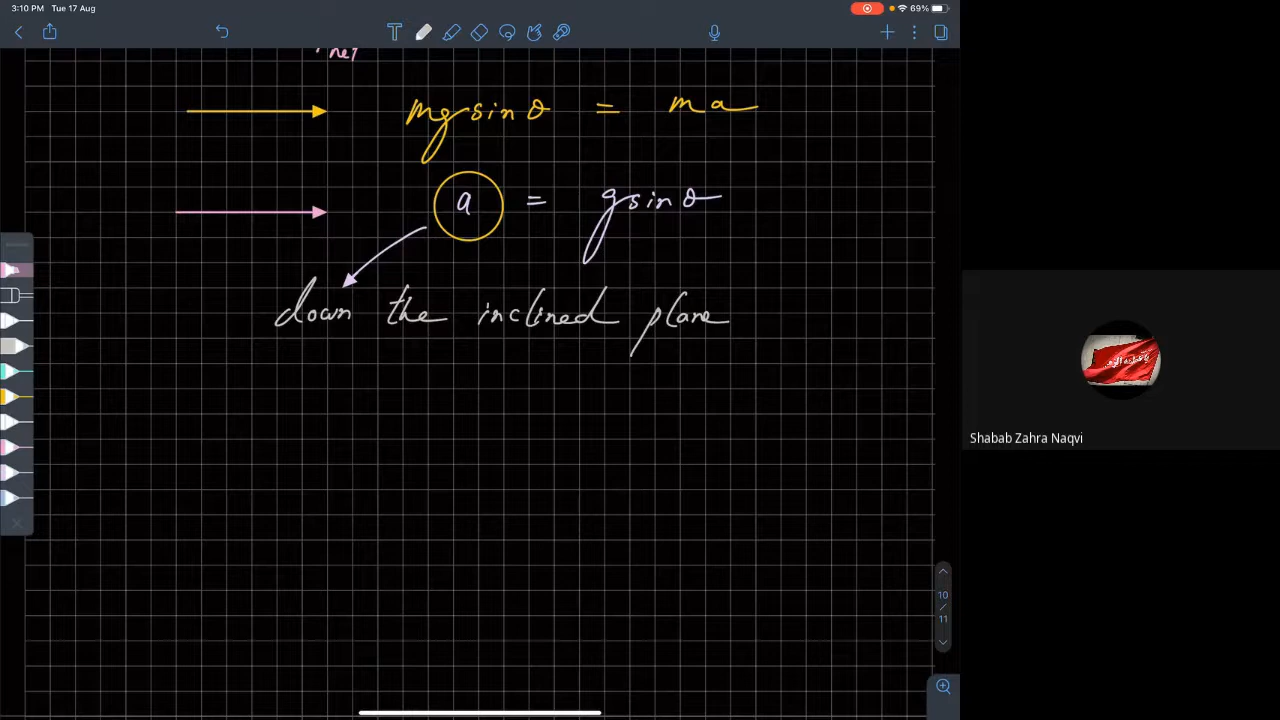 3:10 PM Tue 17 Aug
69%
net
mg sin θ = ma
a = g sin θ
down the inclined plane
10
/
11
Shabab Zahra Naqvi